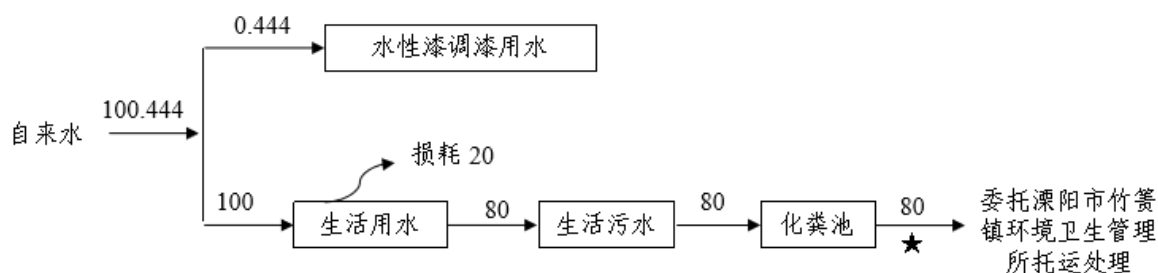 0.444
水性漆调漆用水
100.444
自来水
损耗 20
100
生活用水
80
生活污水
80
化粪池
80
委托溧阳市竹箦
镇环境卫生管理
所托运处理